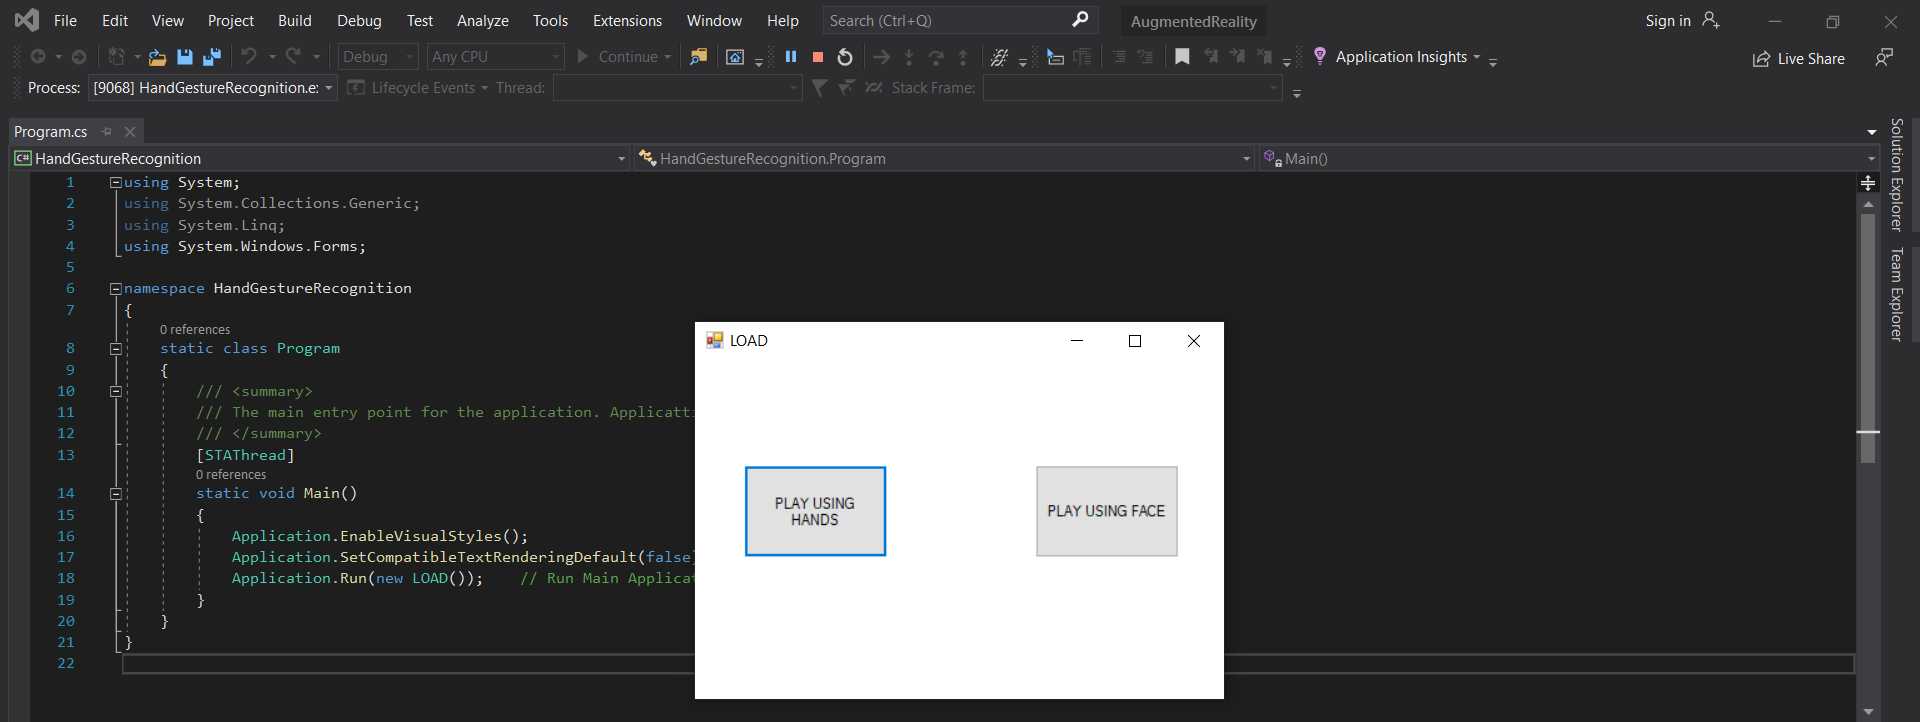 File Edit View Project Build Debug Test Analyze Tools Extensions Window Help Search (Ctrl+Q) AugmentedReality Sign in
Debug Any CPU Continue Application Insights Live Share
Process: [9068] HandGestureRecognition.e: Lifecycle Events Thread: Stack Frame:
Program.cs
C# HandGestureRecognition HandGestureRecognition.Program Main()
1 using System;
2 using System.Collections.Generic;
3 using System.Linq;
4 using System.Windows.Forms;
5
6 namespace HandGestureRecognition
7 {
0 references
8 static class Program
9 {
10 /// <summary>
11 /// The main entry point for the application. Applicatti
12 /// </summary>
13 [STAThread]
0 references
14 static void Main()
15 {
16 Application.EnableVisualStyles();
17 Application.SetCompatibleTextRenderingDefault(false)
18 Application.Run(new LOAD()); // Run Main Applicat
19 }
20 }
21 }
22
LOAD
PLAY USING
HANDS
PLAY USING FACE
Solution Explorer
Team Explorer